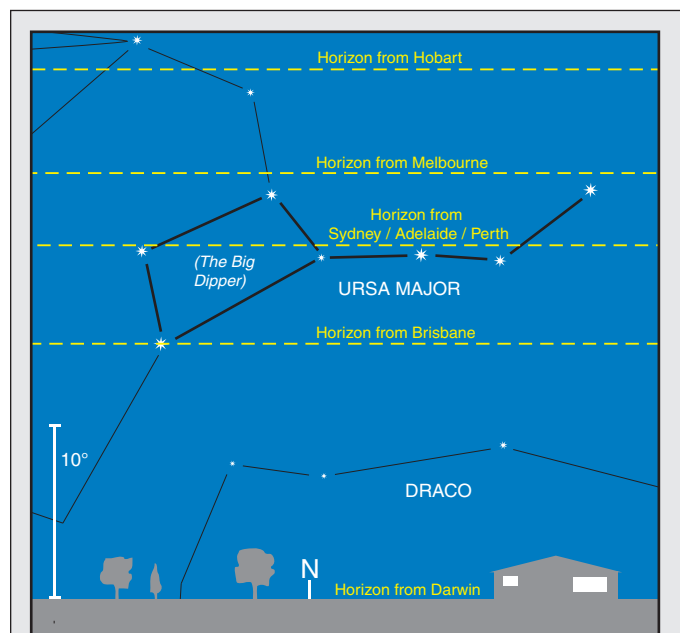 Horizon from Hobart
Horizon from Melbourne
Horizon from
Sydney / Adelaide / Perth
(The Big
Dipper)
URSA MAJOR
Horizon from Brisbane
10°
DRACO
N
Horizon from Darwin